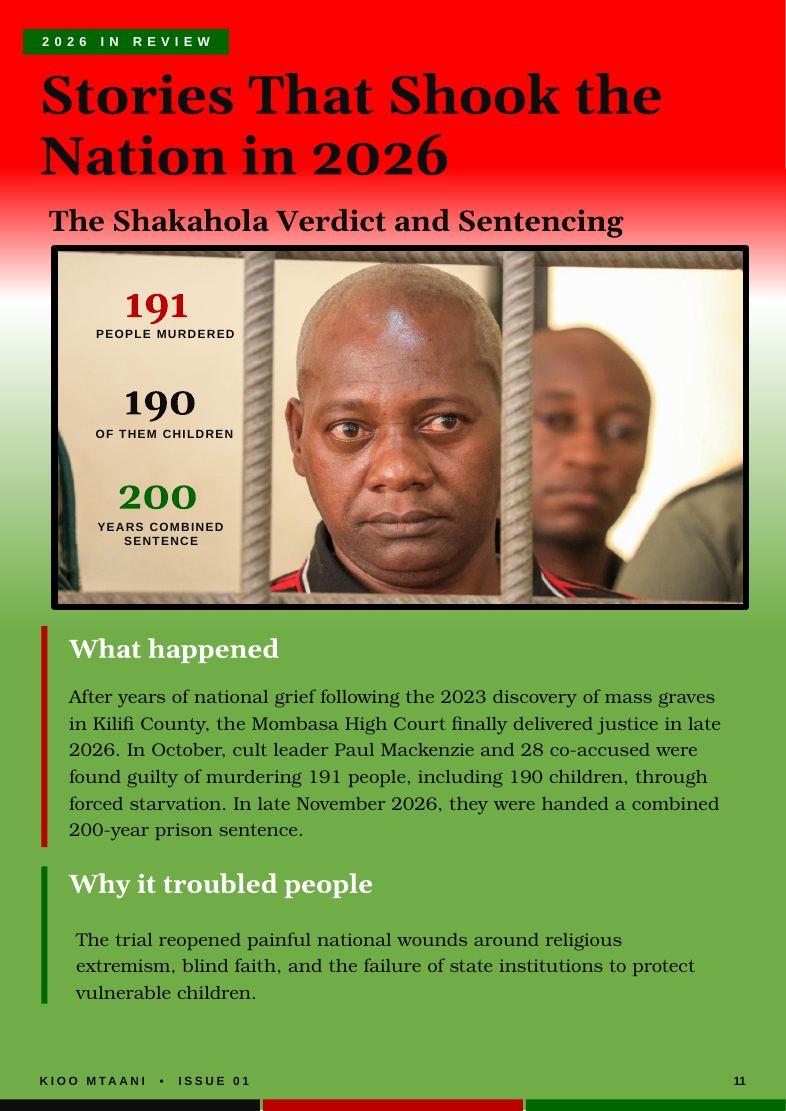 2026 IN REVIEW
Stories That Shook the
Nation in 2026
The Shakahola Verdict and Sentencing
191
PEOPLE MURDERED
190
OF THEM CHILDREN
200
YEARS COMBINED
SENTENCE
What happened
After years of national grief following the 2023 discovery of mass graves
in Kilifi County, the Mombasa High Court finally delivered justice in late
2026. In October, cult leader Paul Mackenzie and 28 co-accused were
found guilty of murdering 191 people, including 190 children, through
forced starvation. In late November 2026, they were handed a combined
200-year prison sentence.
Why it troubled people
The trial reopened painful national wounds around religious
extremism, blind faith, and the failure of state institutions to protect
vulnerable children.
KIOO MTAANI • ISSUE 01
11